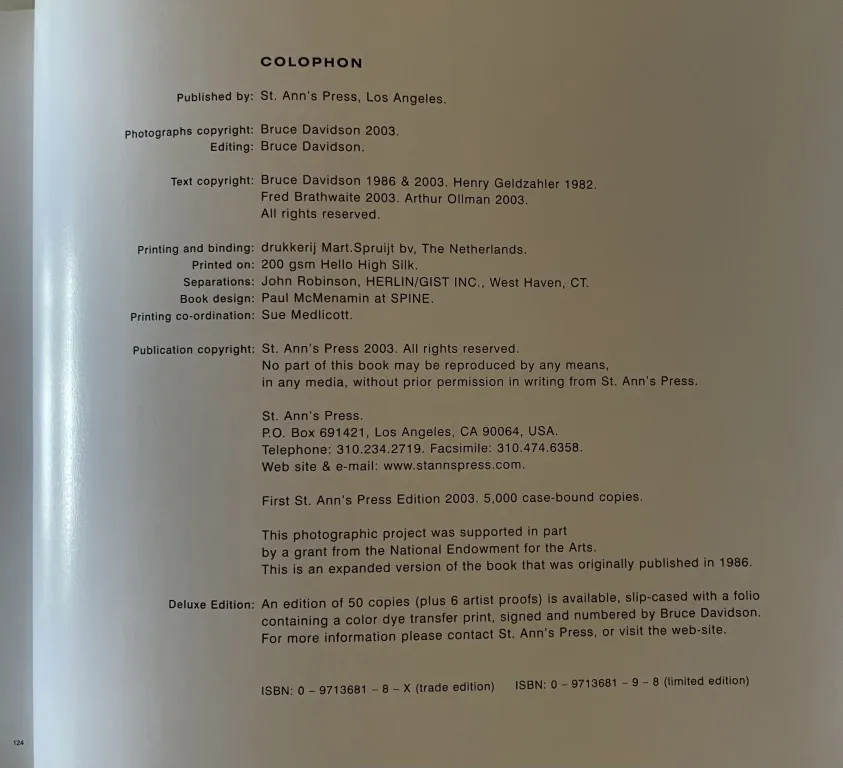 COLOPHON
Published by: St. Ann's Press, Los Angeles.
Photographs copyright: Bruce Davidson 2003.
Editing: Bruce Davidson.
Text copyright: Bruce Davidson 1986 & 2003. Henry Geldzahler 1982.
Fred Brathwaite 2003. Arthur Ollman 2003.
All rights reserved.
Printing and binding: drukkerij Mart.Spruijt bv, The Netherlands.
Printed on: 200 gsm Hello High Silk.
Separations: John Robinson, HERLIN/GIST INC., West Haven, CT.
Book design: Paul McMenamin at SPINE.
Printing co-ordination: Sue Medlicott.
Publication copyright: St. Ann's Press 2003. All rights reserved.
No part of this book may be reproduced by any means,
in any media, without prior permission in writing from St. Ann's Press.
St. Ann's Press.
P.O. Box 691421, Los Angeles, CA 90064, USA.
Telephone: 310.234.2719. Facsimile: 310.474.6358.
Web site & e-mail: www.stannspress.com.
First St. Ann's Press Edition 2003. 5,000 case-bound copies.
This photographic project was supported in part
by a grant from the National Endowment for the Arts.
This is an expanded version of the book that was originally published in 1986.
Deluxe Edition: An edition of 50 copies (plus 6 artist proofs) is available, slip-cased with a folio
containing a color dye transfer print, signed and numbered by Bruce Davidson.
For more information please contact St. Ann's Press, or visit the web-site.
ISBN: 0 – 9713681 – 8 – X (trade edition) ISBN: 0 – 9713681 – 9 – 8 (limited edition)
124